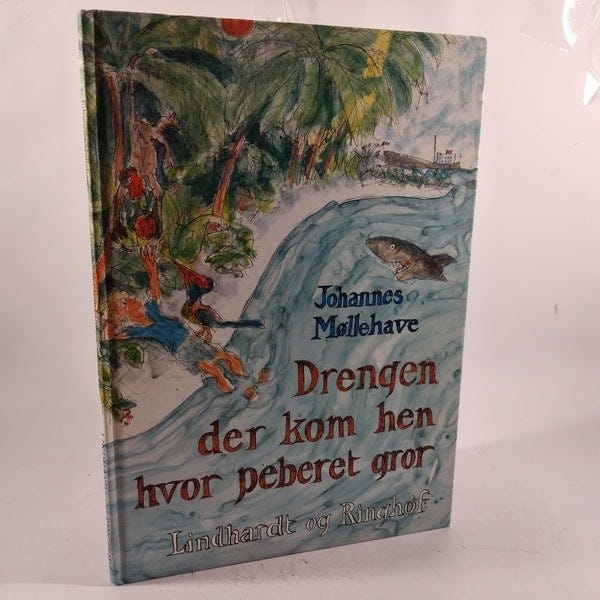 Johannes
Møllehave
Drengen
der kom hen
hvor peberet gror
Lindhardt og Ringhof